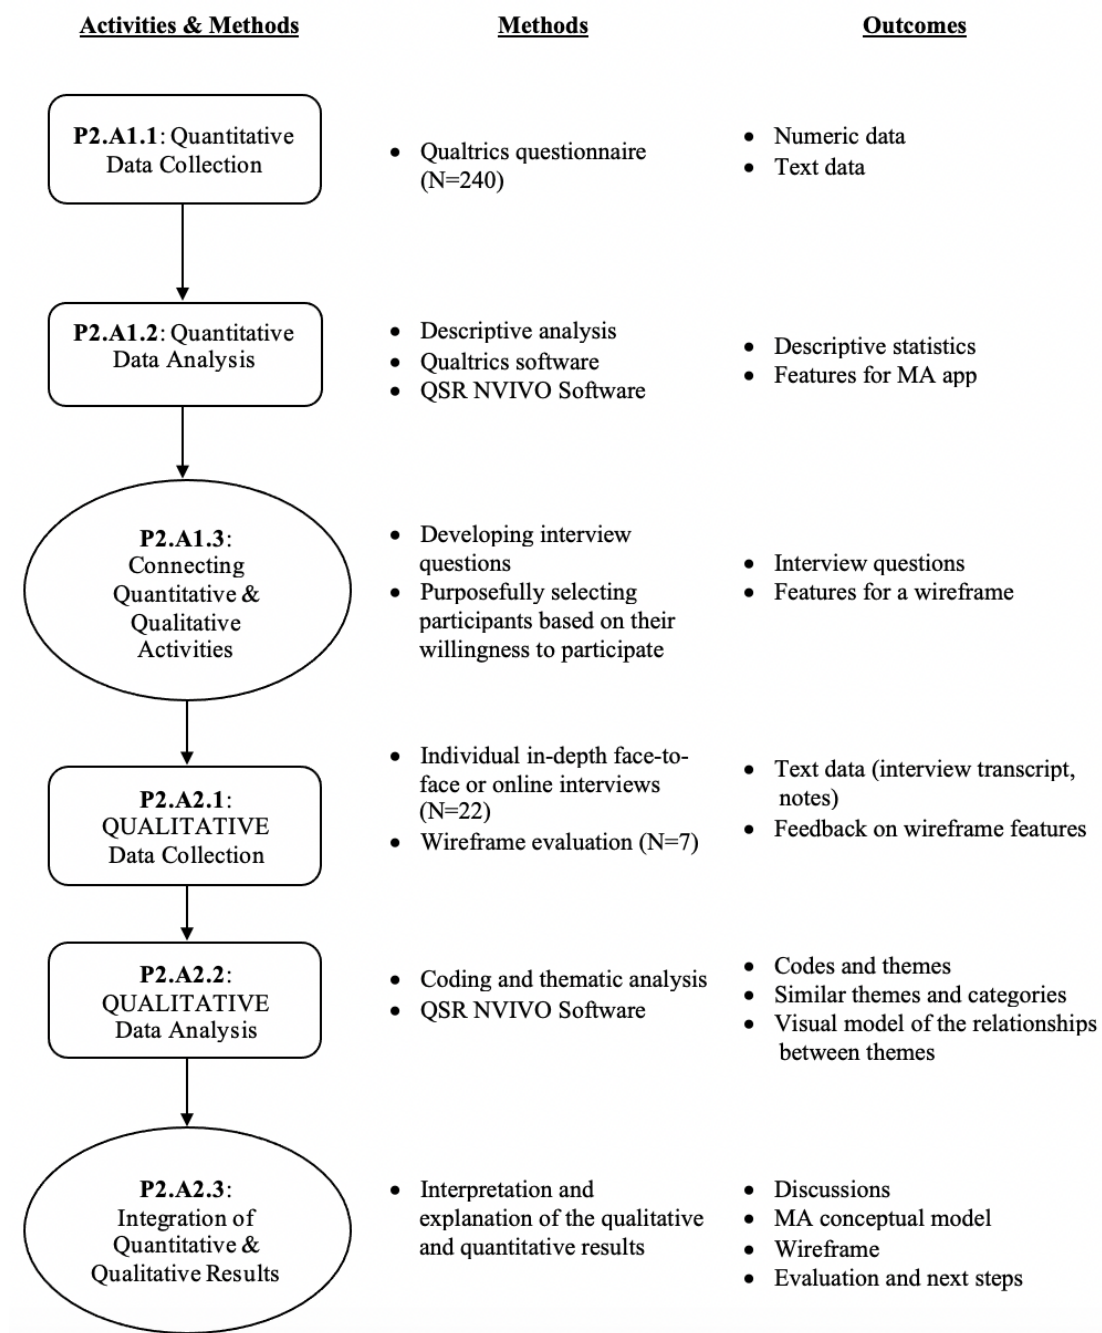 Activities & Methods
Methods
Outcomes
P2.A1.1: Quantitative
Data Collection
• Qualtrics questionnaire
(N=240)
• Numeric data
• Text data
P2.A1.2: Quantitative
Data Analysis
• Descriptive analysis
• Qualtrics software
• QSR NVIVO Software
• Descriptive statistics
• Features for MA app
P2.A1.3:
Connecting
Quantitative &
Qualitative
Activities
• Developing interview
questions
• Purposefully selecting
participants based on their
willingness to participate
• Interview questions
• Features for a wireframe
P2.A2.1:
QUALITATIVE
Data Collection
• Individual in-depth face-to-
face or online interviews
(N=22)
• Wireframe evaluation (N=7)
• Text data (interview transcript,
notes)
• Feedback on wireframe features
P2.A2.2:
QUALITATIVE
Data Analysis
• Coding and thematic analysis
• QSR NVIVO Software
• Codes and themes
• Similar themes and categories
• Visual model of the relationships
between themes
P2.A2.3:
Integration of
Quantitative &
Qualitative Results
• Interpretation and
explanation of the qualitative
and quantitative results
• Discussions
• MA conceptual model
• Wireframe
• Evaluation and next steps